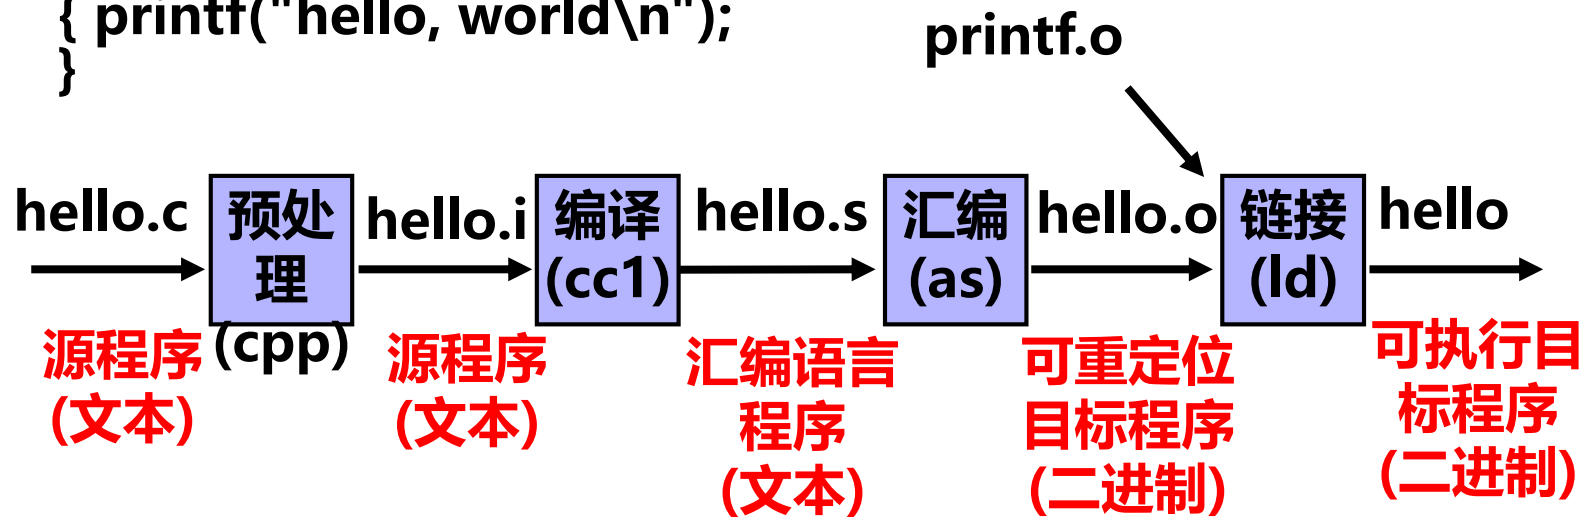 { printf("hello, world\n");
}
printf.o
hello.c
预处
理
(cpp)
hello.i
编译
(cc1)
hello.s
汇编
(as)
hello.o
链接
(ld)
hello
源程序
(文本)
源程序
(文本)
汇编语言
程序
(文本)
可重定位
目标程序
(二进制)
可执行目
标程序
(二进制)